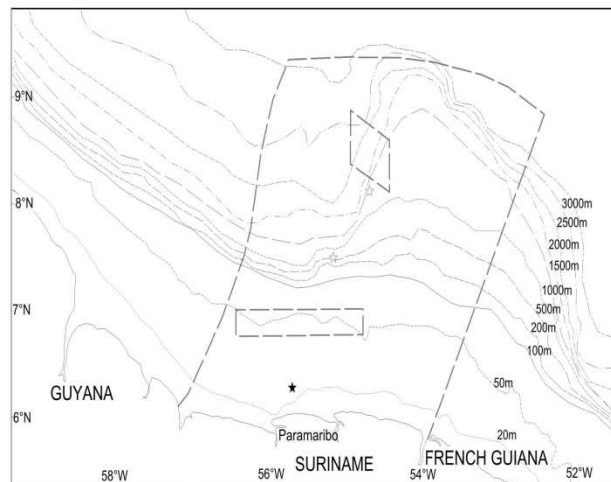 9°N
8°N
3000m
2500m
2000m
1500m
1000m
7°N
500m
200m
100m
GUYANA
50m
6°N
20m
Paramaribo
SURINAME
FRENCH GUIANA
58°W
56°W
54°W
52°W